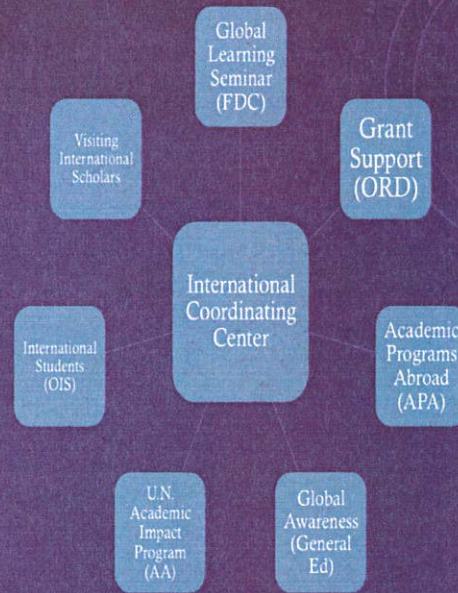 Global
Learning
Seminar
(FDC)
Visiting
International
Scholars
Grant
Support
(ORD)
International
Coordinating
Center
International
Students
(OIS)
Academic
Programs
Abroad
(APA)
U.N.
Academic
Impact
Program
(AA)
Global
Awareness
(General
Ed)